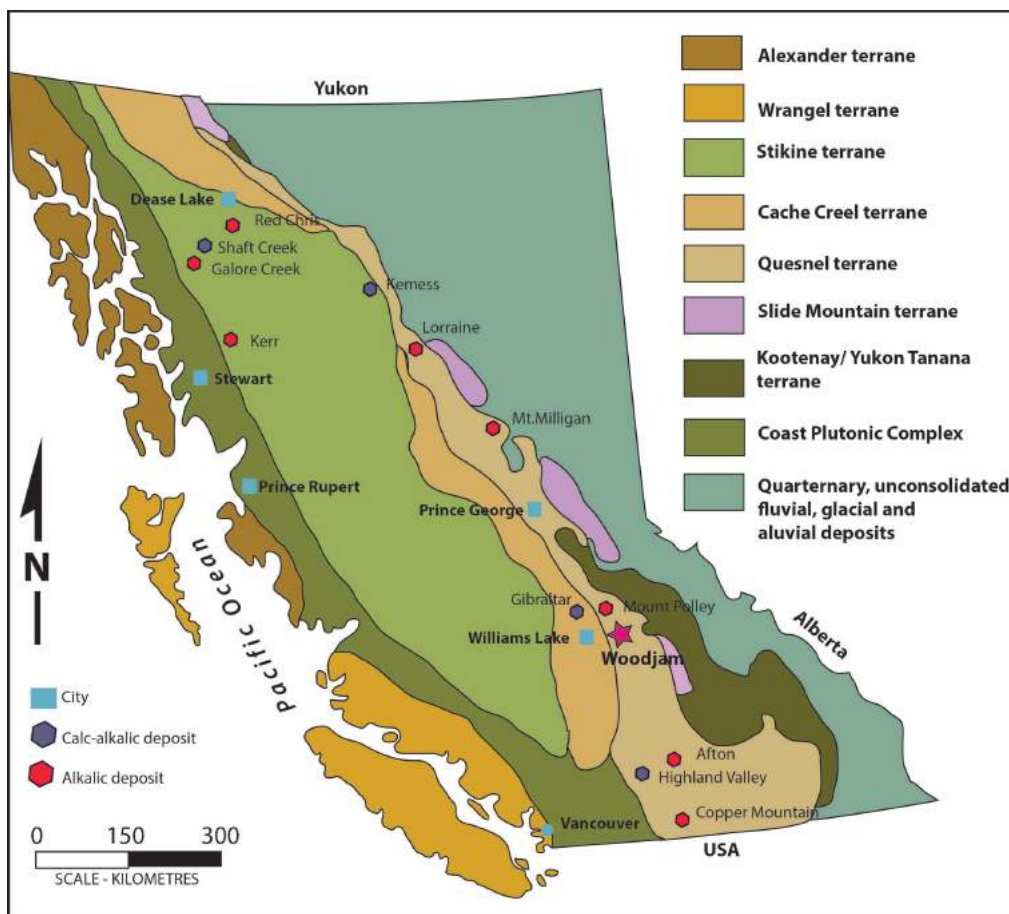 Yukon
Dease Lake
Red Chris
Shaft Creek
Galore Creek
Kemess
Lorraine
Kerr
Stewart
Mt.Milligan
Prince Rupert
Prince George
Gibraltar
Mount Polley
Williams Lake
Woodjam
Alberta
Pacific Ocean
Afton
Highland Valley
Copper Mountain
Vancouver
USA
N
City
Calc-alkalic deposit
Alkalic deposit
0 150 300
SCALE - KILOMETRES
Alexander terrane
Wrangel terrane
Stikine terrane
Cache Creel terrane
Quesnel terrane
Slide Mountain terrane
Kootenay/ Yukon Tanana
terrane
Coast Plutonic Complex
Quarternary, unconsolidated
fluvial, glacial and
aluvial deposits